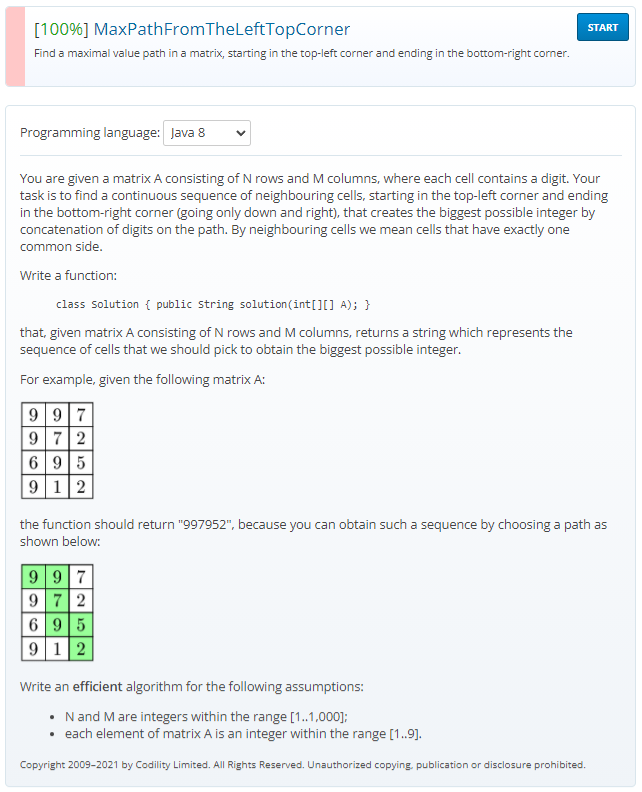 [100%] MaxPathFromTheLeftTopCorner
START
Find a maximal value path in a matrix, starting in the top-left corner and ending in the bottom-right corner.
Programming language: Java 8
You are given a matrix A consisting of N rows and M columns, where each cell contains a digit. Your
task is to find a continuous sequence of neighbouring cells, starting in the top-left corner and ending
in the bottom-right corner (going only down and right), that creates the biggest possible integer by
concatenation of digits on the path. By neighbouring cells we mean cells that have exactly one
common side.
Write a function:
class Solution { public String solution(int[][] A); }
that, given matrix A consisting of N rows and M columns, returns a string which represents the
sequence of cells that we should pick to obtain the biggest possible integer.
For example, given the following matrix A:
9 9 7
9 7 2
6 9 5
9 1 2
the function should return "997952", because you can obtain such a sequence by choosing a path as
shown below:
9 9 7
9 7 2
6 9 5
9 1 2
Write an efficient algorithm for the following assumptions:
• N and M are integers within the range [1..1,000];
• each element of matrix A is an integer within the range [1..9].
Copyright 2009–2021 by Codility Limited. All Rights Reserved. Unauthorized copying, publication or disclosure prohibited.